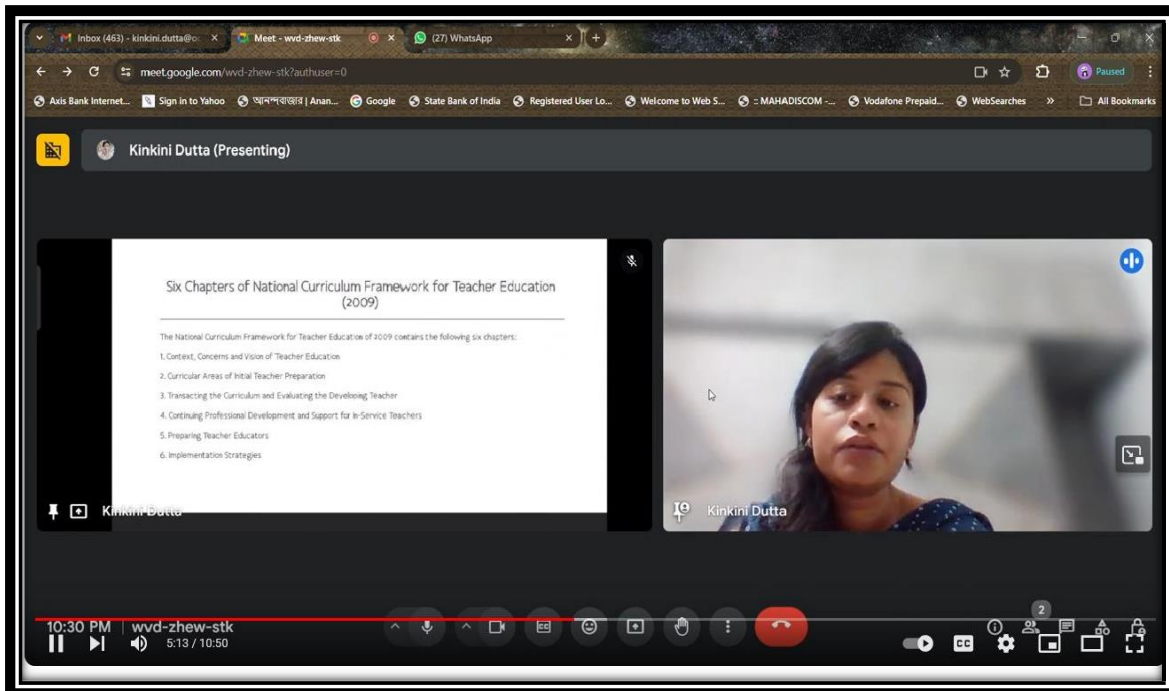 Inbox (463) - kinkini.dutta@oc
Meet - wvd-zhew-stk
(27) WhatsApp
meet.google.com/wvd-zhew-stk?authuser=0
Paused
Axis Bank Internet... Sign in to Yahoo আনন্দবাজার | Anan... Google State Bank of India Registered User Lo... Welcome to Web S... :: MAHADISCOM -... Vodafone Prepaid... WebSearches » All Bookmarks
Kinkini Dutta (Presenting)
Six Chapters of National Curriculum Framework for Teacher Education
(2009)
The National Curriculum Framework for Teacher Education of 2009 contains the following six chapters:
1. Context, Concerns and Vision of Teacher Education
2. Curricular Areas of Initial Teacher Preparation
3. Transacting the Curriculum and Evaluating the Developing Teacher
4. Continuing Professional Development and Support for In-Service Teachers
5. Preparing Teacher Educators
6. Implementation Strategies
Kinkini Dutta
Kinkini Dutta
10:30 PM | wvd-zhew-stk
2
5:13 / 10:50
CC